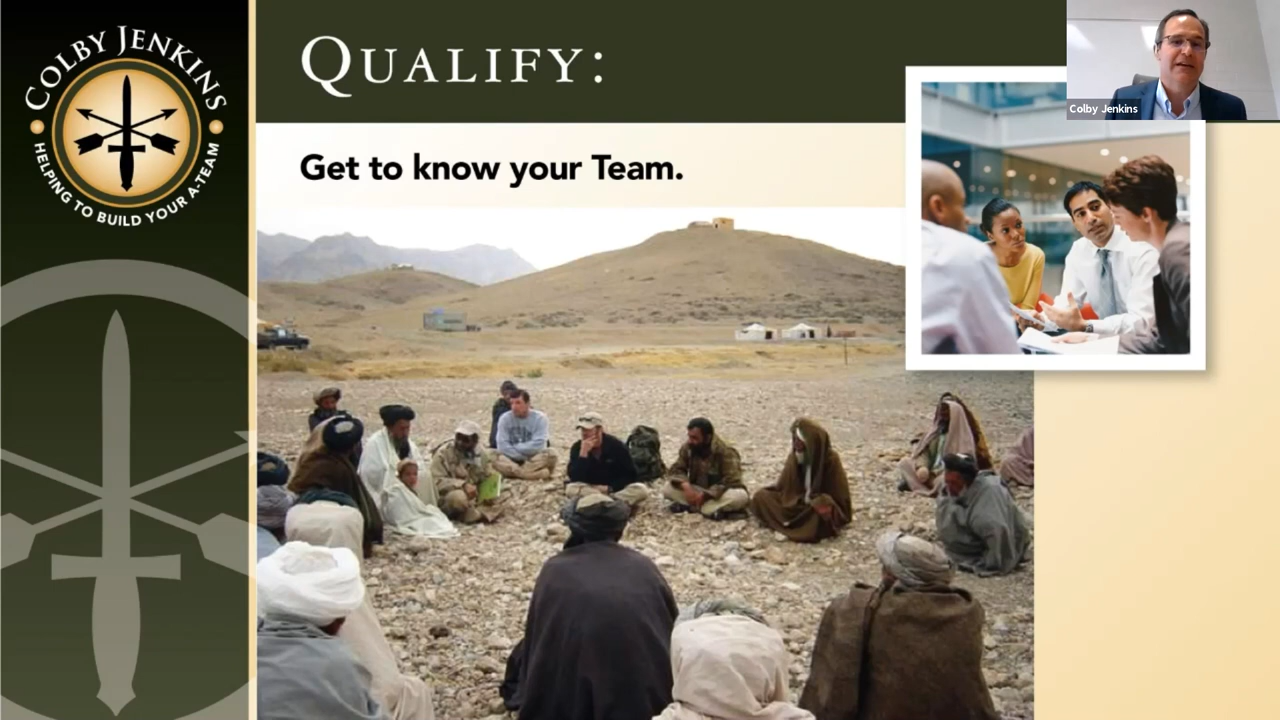 COLBY JENKINS
HELPING TO BUILD YOUR A-TEAM
QUALIFY:
Get to know your Team.
Colby Jenkins